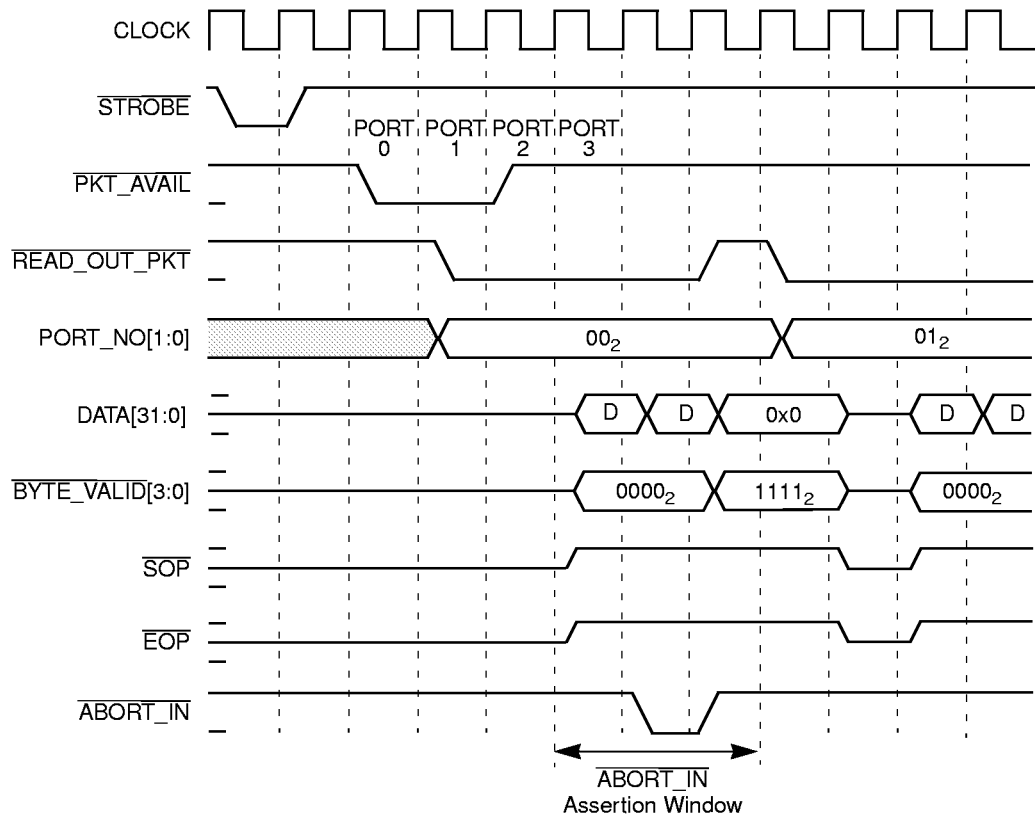 CLOCK
STROBE
PORT 0 PORT 1 PORT 2 PORT 3
PKT_AVAIL
READ_OUT_PKT
PORT_NO[1:0] 00₂ 01₂
DATA[31:0] D D 0x0 D D
BYTE_VALID[3:0] 0000₂ 1111₂ 0000₂
SOP
EOP
ABORT_IN
ABORT_IN
Assertion Window